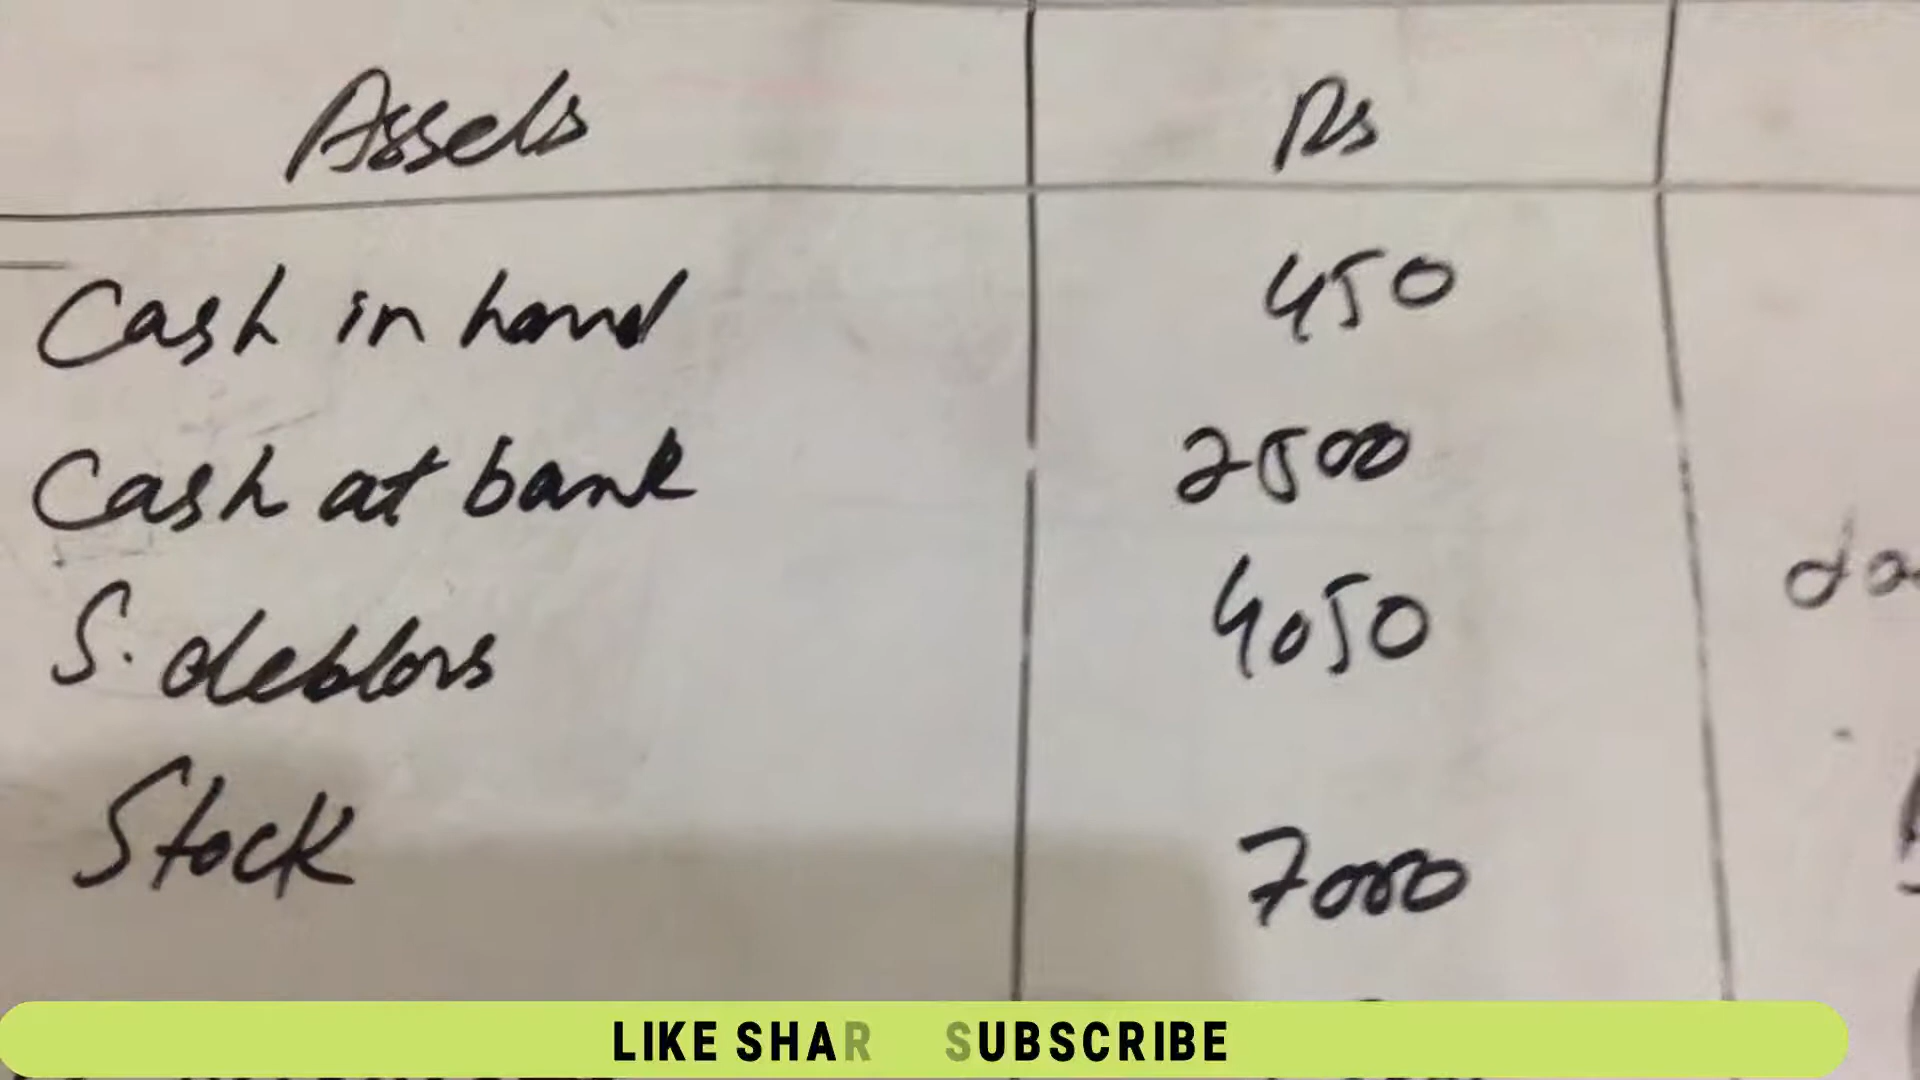 Assets Rs
Cash in hand 450
Cash at bank 2500
S. debtors 4050
Stock 7000
LIKE SHAR SUBSCRIBE